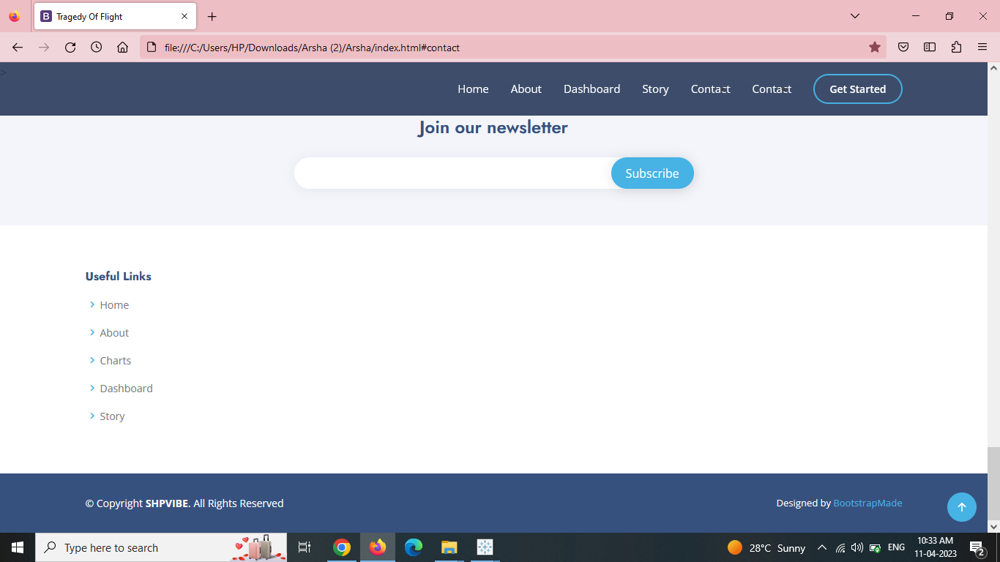 Tragedy Of Flight
file:///C:/Users/HP/Downloads/Arsha (2)/Arsha/index.html#contact
>
Home About Dashboard Story Contact Contact Get Started
Join our newsletter
Subscribe
Useful Links
Home
About
Charts
Dashboard
Story
© Copyright SHPVIBE. All Rights Reserved
Designed by BootstrapMade
Type here to search
28°C Sunny
ENG
10:33 AM
11-04-2023
2